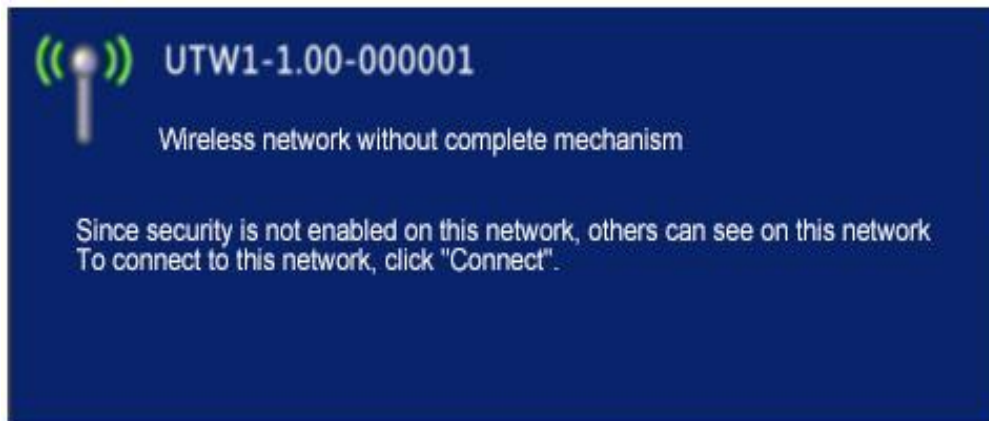 UTW1-1.00-000001
Wireless network without complete mechanism
Since security is not enabled on this network, others can see on this network
To connect to this network, click "Connect".